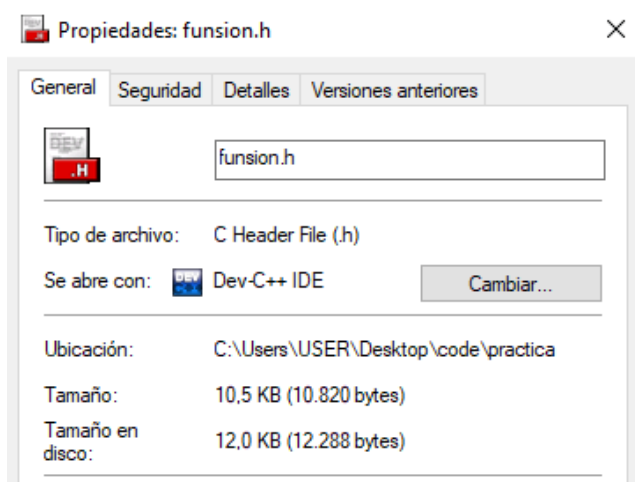 Propiedades: funsion.h
General Seguridad Detalles Versiones anteriores
DEV
.H
funsion.h
Tipo de archivo: C Header File (.h)
Se abre con: DEV Dev-C++ IDE Cambiar...
Ubicación: C:\Users\USER\Desktop\code\practica
Tamaño: 10,5 KB (10.820 bytes)
Tamaño en
disco: 12,0 KB (12.288 bytes)